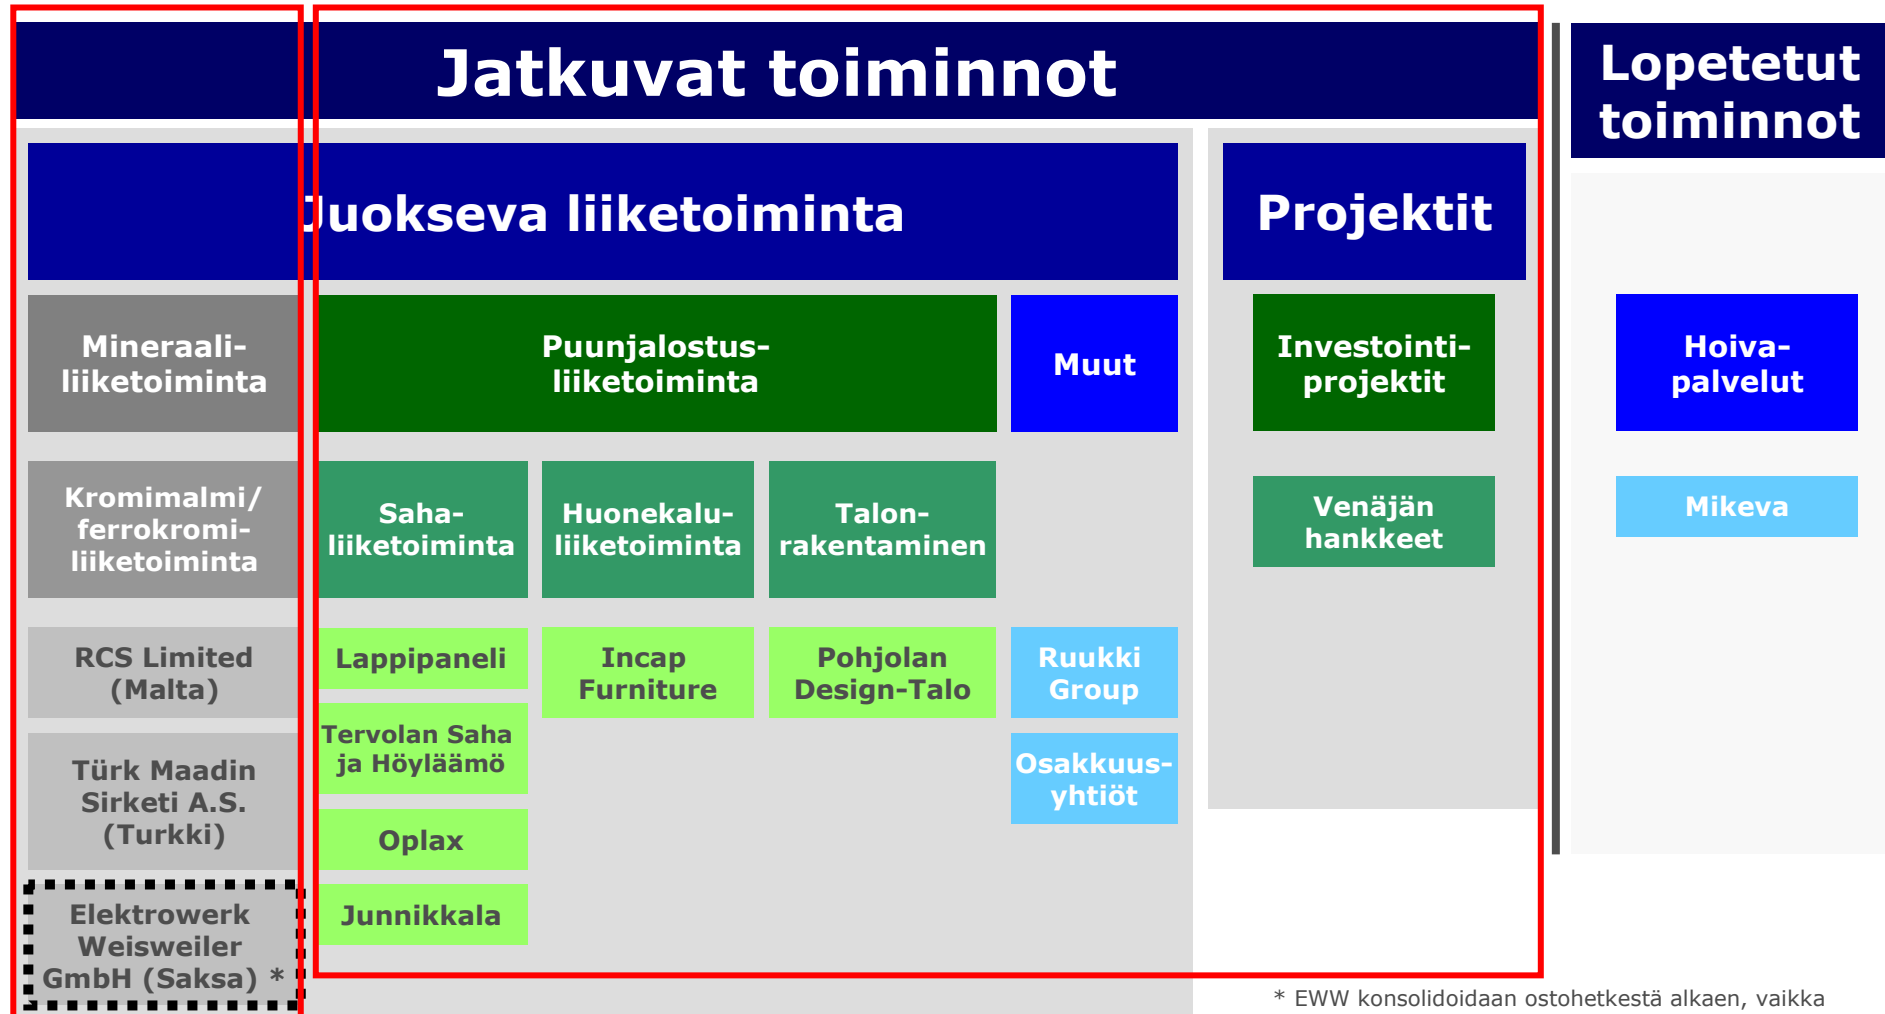 Jatkuvat toiminnot
Lopetetut
toiminnot
Juokseva liiketoiminta
Projektit
Mineraali-
liiketoiminta
Puunjalostus-
liiketoiminta
Muut
Investointi-
projektit
Hoiva-
palvelut
Kromimalmi/
ferrokromi-
liiketoiminta
Saha-
liiketoiminta
Huonekalu-
liiketoiminta
Talon-
rakentaminen
Venäjän
hankkeet
Mikeva
RCS Limited
(Malta)
Türk Maadin
Sirketi A.S.
(Turkki)
Elektrowerk
Weisweiler
GmbH (Saksa) *
Lappipaneli
Tervolan Saha
ja Höyläämö
Oplax
Junnikkala
Incap
Furniture
Pohjolan
Design-Talo
Ruukki
Group
Osakkuus-
yhtiöt
* EWW konsolidoidaan ostohetkestä alkaen, vaikka